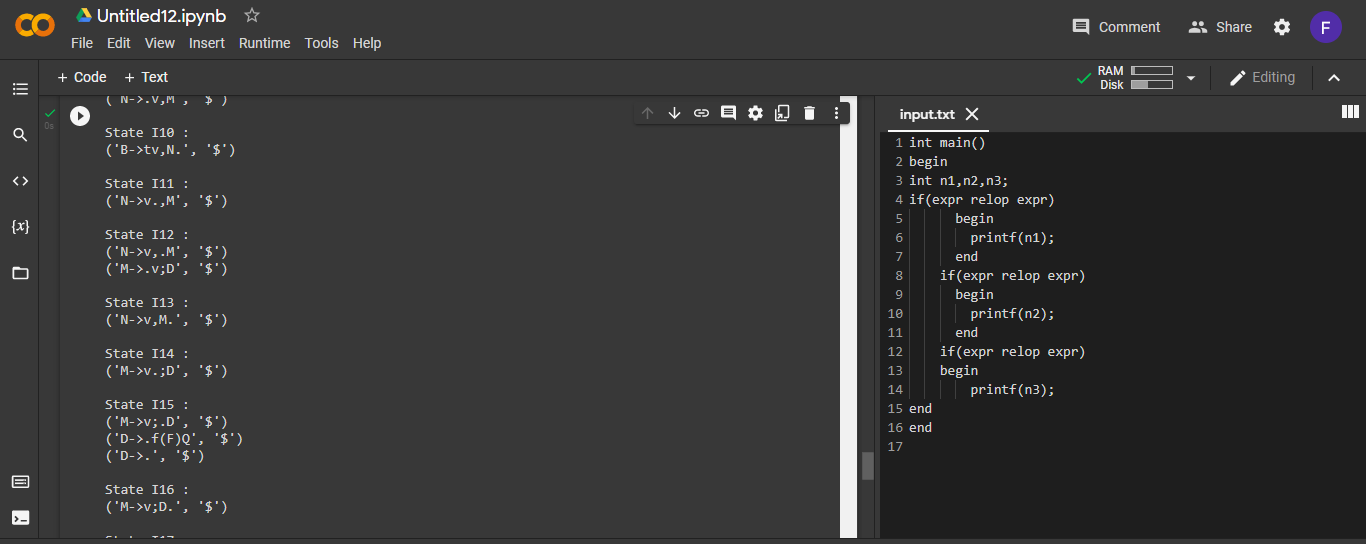 Untitled12.ipynb
File Edit View Insert Runtime Tools Help
Comment Share F
+ Code + Text
RAM
Disk
Editing
0s
('N->.v,M', '$')
State I10 :
('B->tv,N.', '$')
State I11 :
('N->v.,M', '$')
State I12 :
('N->v,.M', '$')
('M->.v;D', '$')
State I13 :
('N->v,M.', '$')
State I14 :
('M->v.;D', '$')
State I15 :
('M->v;.D', '$')
('D->.f(F)Q', '$')
('D->.', '$')
State I16 :
('M->v;D.', '$')
{x}
input.txt
1 int main()
2 begin
3 int n1,n2,n3;
4 if(expr relop expr)
5 begin
6 printf(n1);
7 end
8 if(expr relop expr)
9 begin
10 printf(n2);
11 end
12 if(expr relop expr)
13 begin
14 printf(n3);
15 end
16 end
17